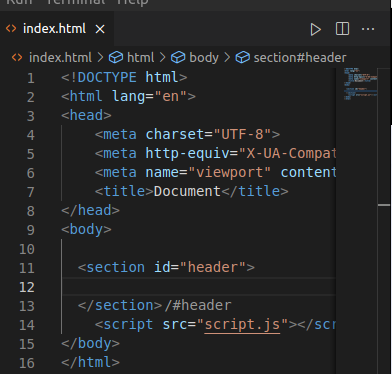 Run Terminal Help
index.html
index.html > html > body > section#header
1 <!DOCTYPE html>
2 <html lang="en">
3 <head>
4 <meta charset="UTF-8">
5 <meta http-equiv="X-UA-Compat
6 <meta name="viewport" content
7 <title>Document</title>
8 </head>
9 <body>
10
11 <section id="header">
12
13 </section>/#header
14 <script src="script.js"></scr
15 </body>
16 </html>